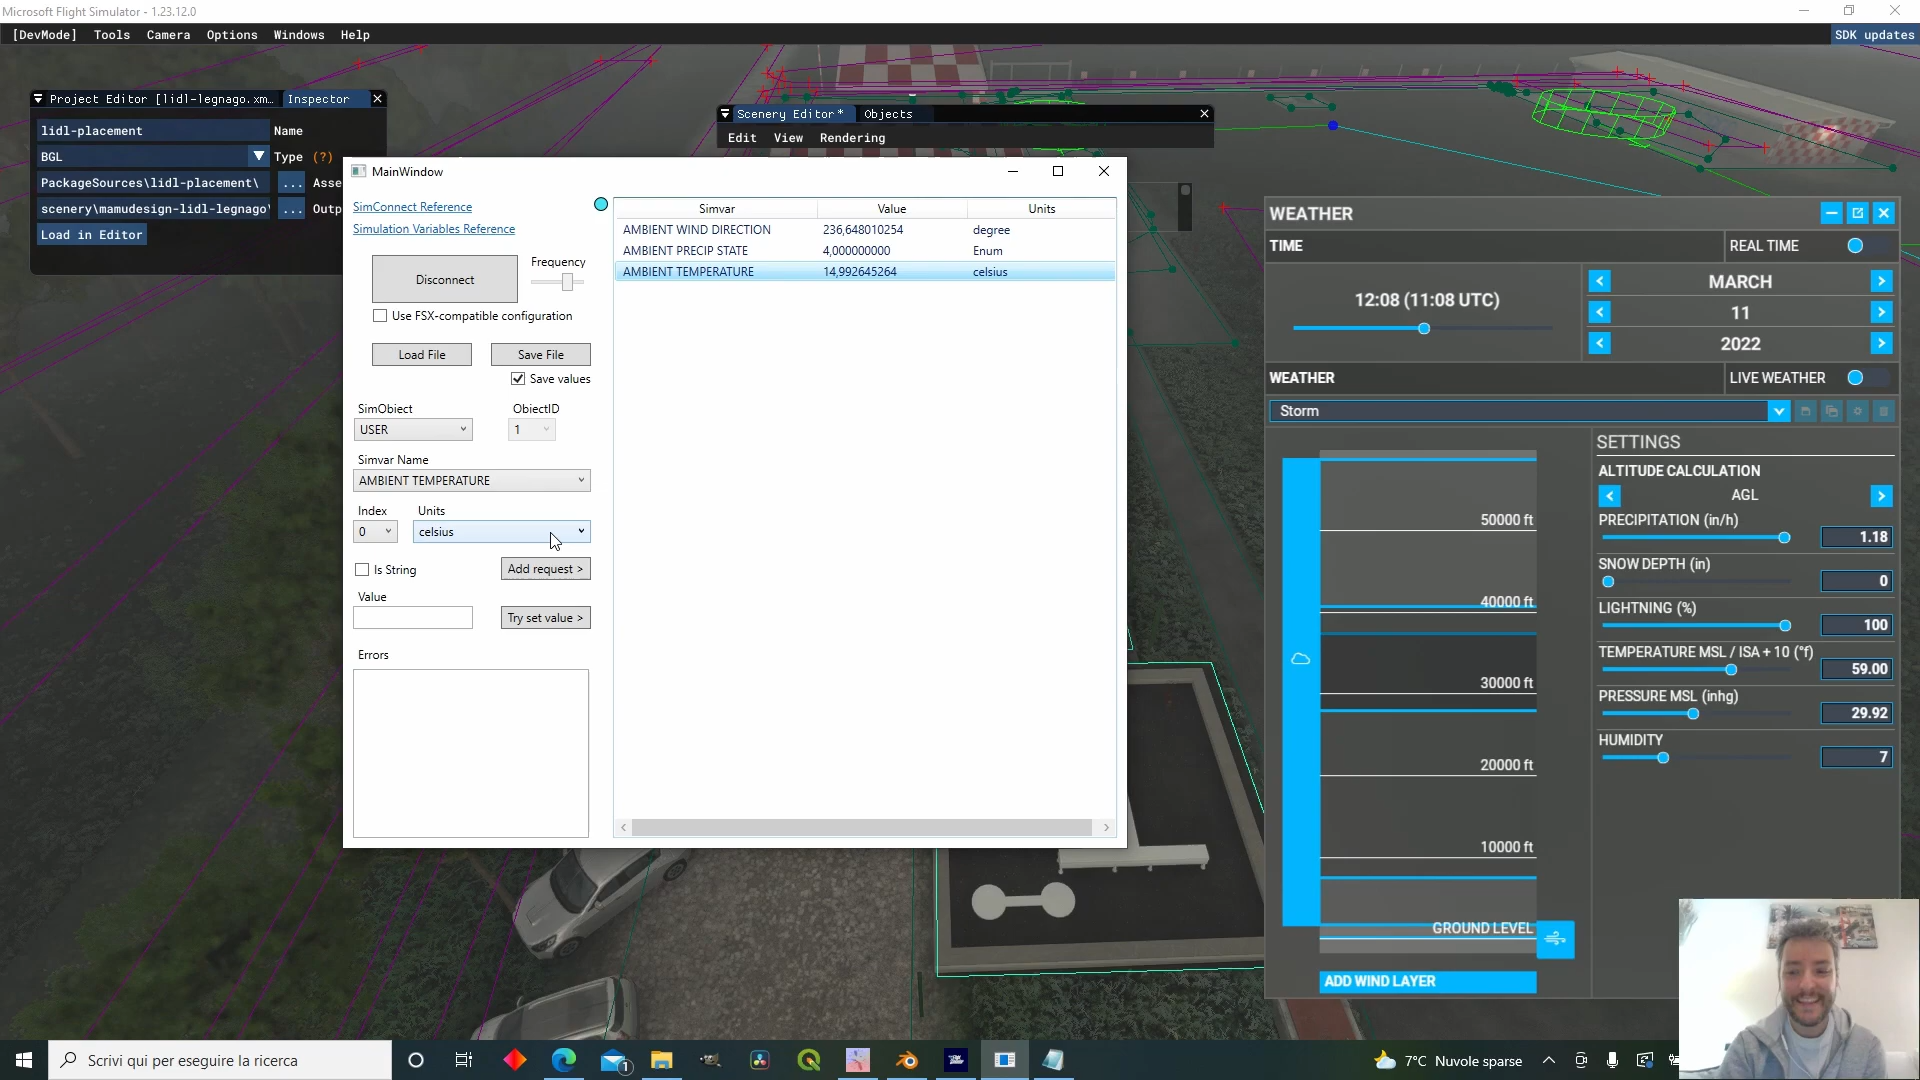 Microsoft Flight Simulator - 1.23.12.0
[DevMode] Tools Camera Options Windows Help
SDK updates
Project Editor [lidl-legnago.xm... Inspector
lidl-placement Name
BGL Type (?)
PackageSources\lidl-placement\ ... Asse
scenery\mamudesign-lidl-legnago\ ... Outp
Load in Editor
Scenery Editor* Objects
Edit View Rendering
MainWindow
SimConnect Reference
Simulation Variables Reference
Disconnect
Frequency
Use FSX-compatible configuration
Load File Save File
Save values
SimObject ObjectID
USER 1
Simvar Name
AMBIENT TEMPERATURE
Index Units
0 celsius
Is String Add request >
Value
Try set value >
Errors
Simvar Value Units
AMBIENT WIND DIRECTION 236,648010254 degree
AMBIENT PRECIP STATE 4,000000000 Enum
AMBIENT TEMPERATURE 14,992645264 celsius
WEATHER
TIME REAL TIME
12:08 (11:08 UTC)
MARCH
11
2022
WEATHER LIVE WEATHER
Storm
50000 ft
40000 ft
30000 ft
20000 ft
10000 ft
GROUND LEVEL
ADD WIND LAYER
SETTINGS
ALTITUDE CALCULATION
AGL
PRECIPITATION (in/h)
1.18
SNOW DEPTH (in)
0
LIGHTNING (%)
100
TEMPERATURE MSL / ISA + 10 (°f)
59.00
PRESSURE MSL (inhg)
29.92
HUMIDITY
7
Scrivi qui per eseguire la ricerca
1
7°C Nuvole sparse